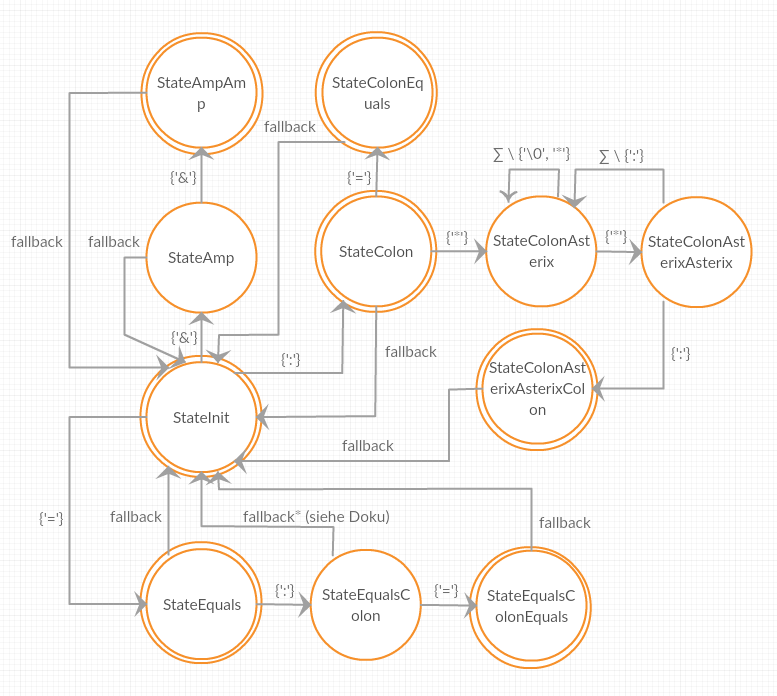 StateAmpAm
p
StateColonEq
uals
fallback
{'&'}
{'='}
∑ \ {'\0', '*'}
∑ \ {':'}
fallback
fallback
StateAmp
StateColon
{'*'}
StateColonAst
erix
{'*'}
StateColonAst
erixAsterix
{'&'}
{':'}
fallback
{':'}
StateColonAst
erixAsterixCol
on
StateInit
fallback
{'='}
fallback
fallback* (siehe Doku)
fallback
StateEquals
{':'}
StateEqualsC
olon
{'='}
StateEqualsC
olonEquals